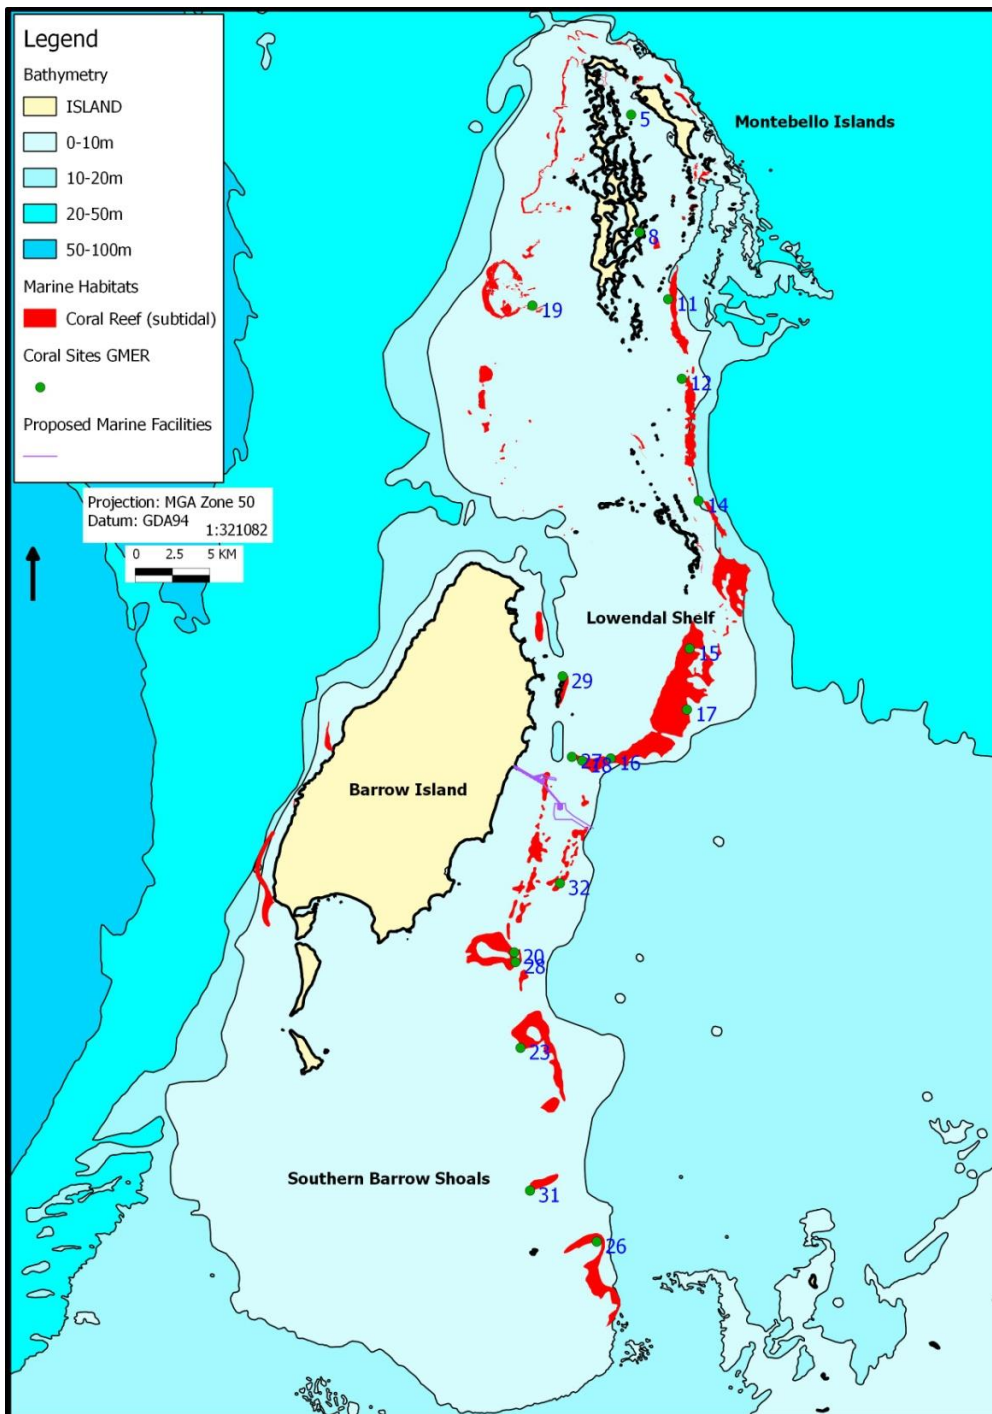 Legend
Bathymetry
ISLAND
0-10m
10-20m
20-50m
50-100m
Marine Habitats
Coral Reef (subtidal)
Coral Sites GMER
Proposed Marine Facilities
Projection: MGA Zone 50
Datum: GDA94
1:321082
0 2.5 5 KM
Montebello Islands
5
8
11
19
12
14
Lowendal Shelf
15
29
17
27
18
16
Barrow Island
32
20
28
23
Southern Barrow Shoals
31
26